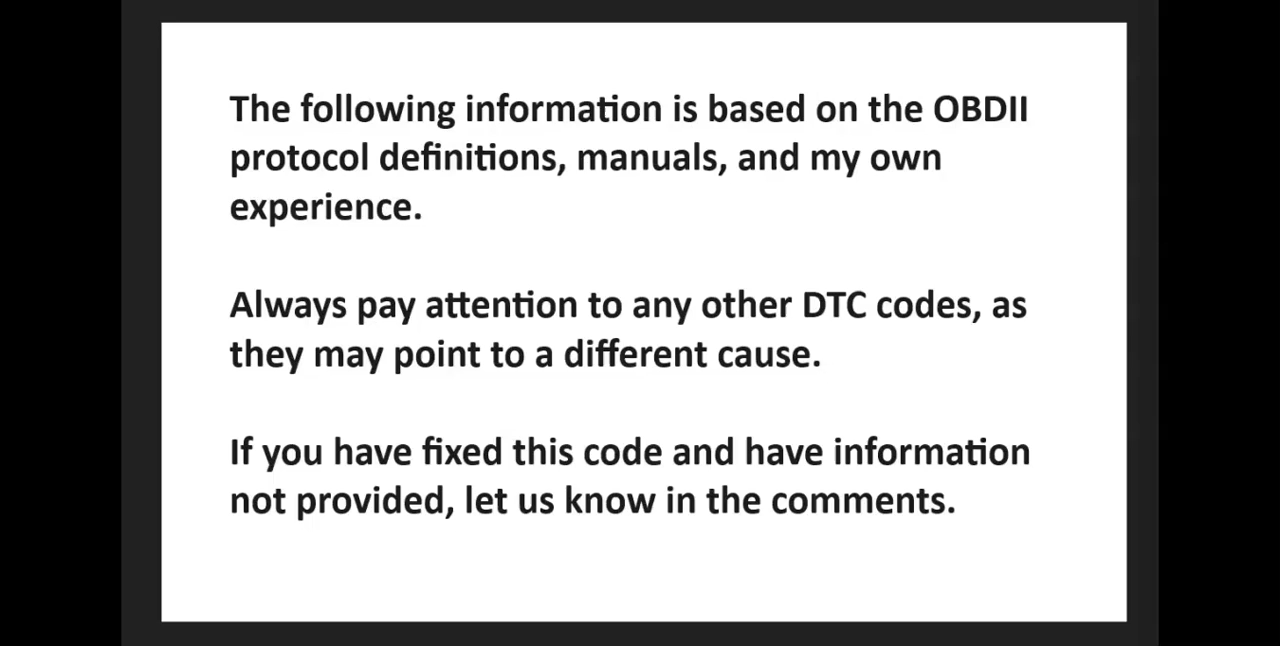 The following information is based on the OBDII
protocol definitions, manuals, and my own
experience.
Always pay attention to any other DTC codes, as
they may point to a different cause.
If you have fixed this code and have information
not provided, let us know in the comments.